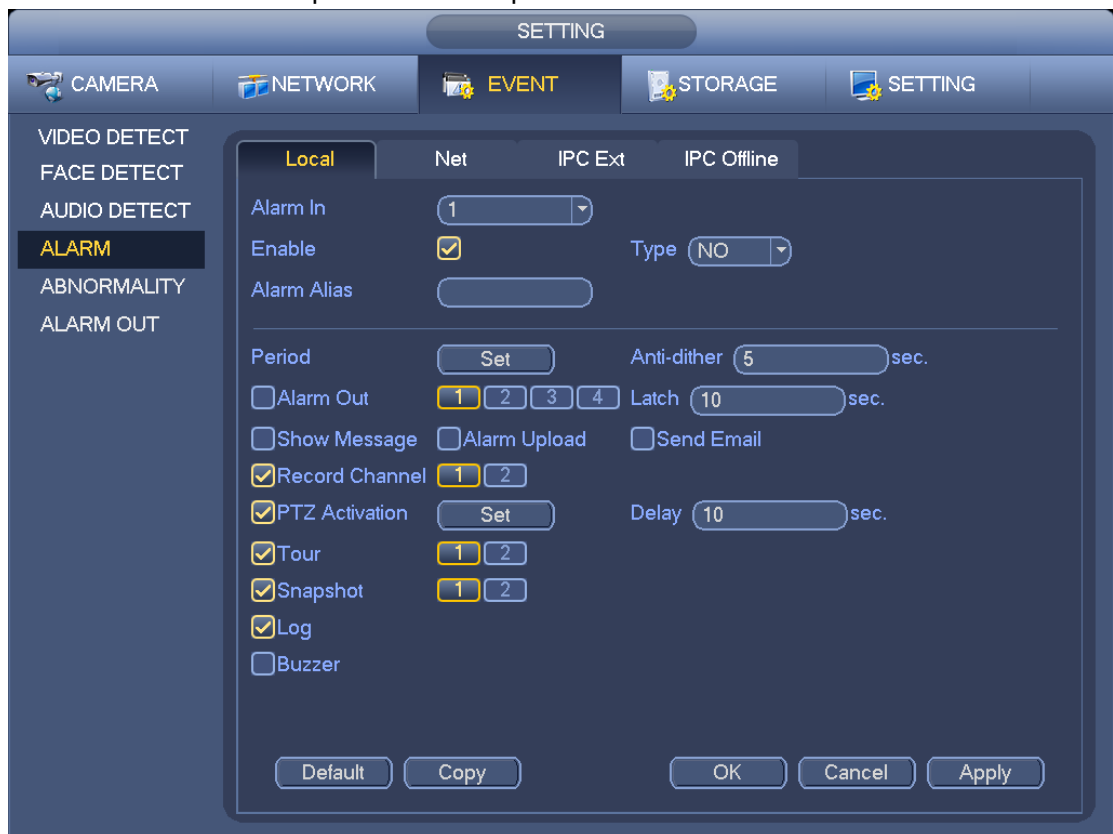 SETTING
CAMERA NETWORK EVENT STORAGE SETTING
VIDEO DETECT
FACE DETECT
AUDIO DETECT
ALARM
ABNORMALITY
ALARM OUT
Local Net IPC Ext IPC Offline
Alarm In 1
Enable Type NO
Alarm Alias
Period Set Anti-dither 5 sec.
Alarm Out 1 2 3 4 Latch 10 sec.
Show Message Alarm Upload Send Email
Record Channel 1 2
PTZ Activation Set Delay 10 sec.
Tour 1 2
Snapshot 1 2
Log
Buzzer
Default Copy OK Cancel Apply